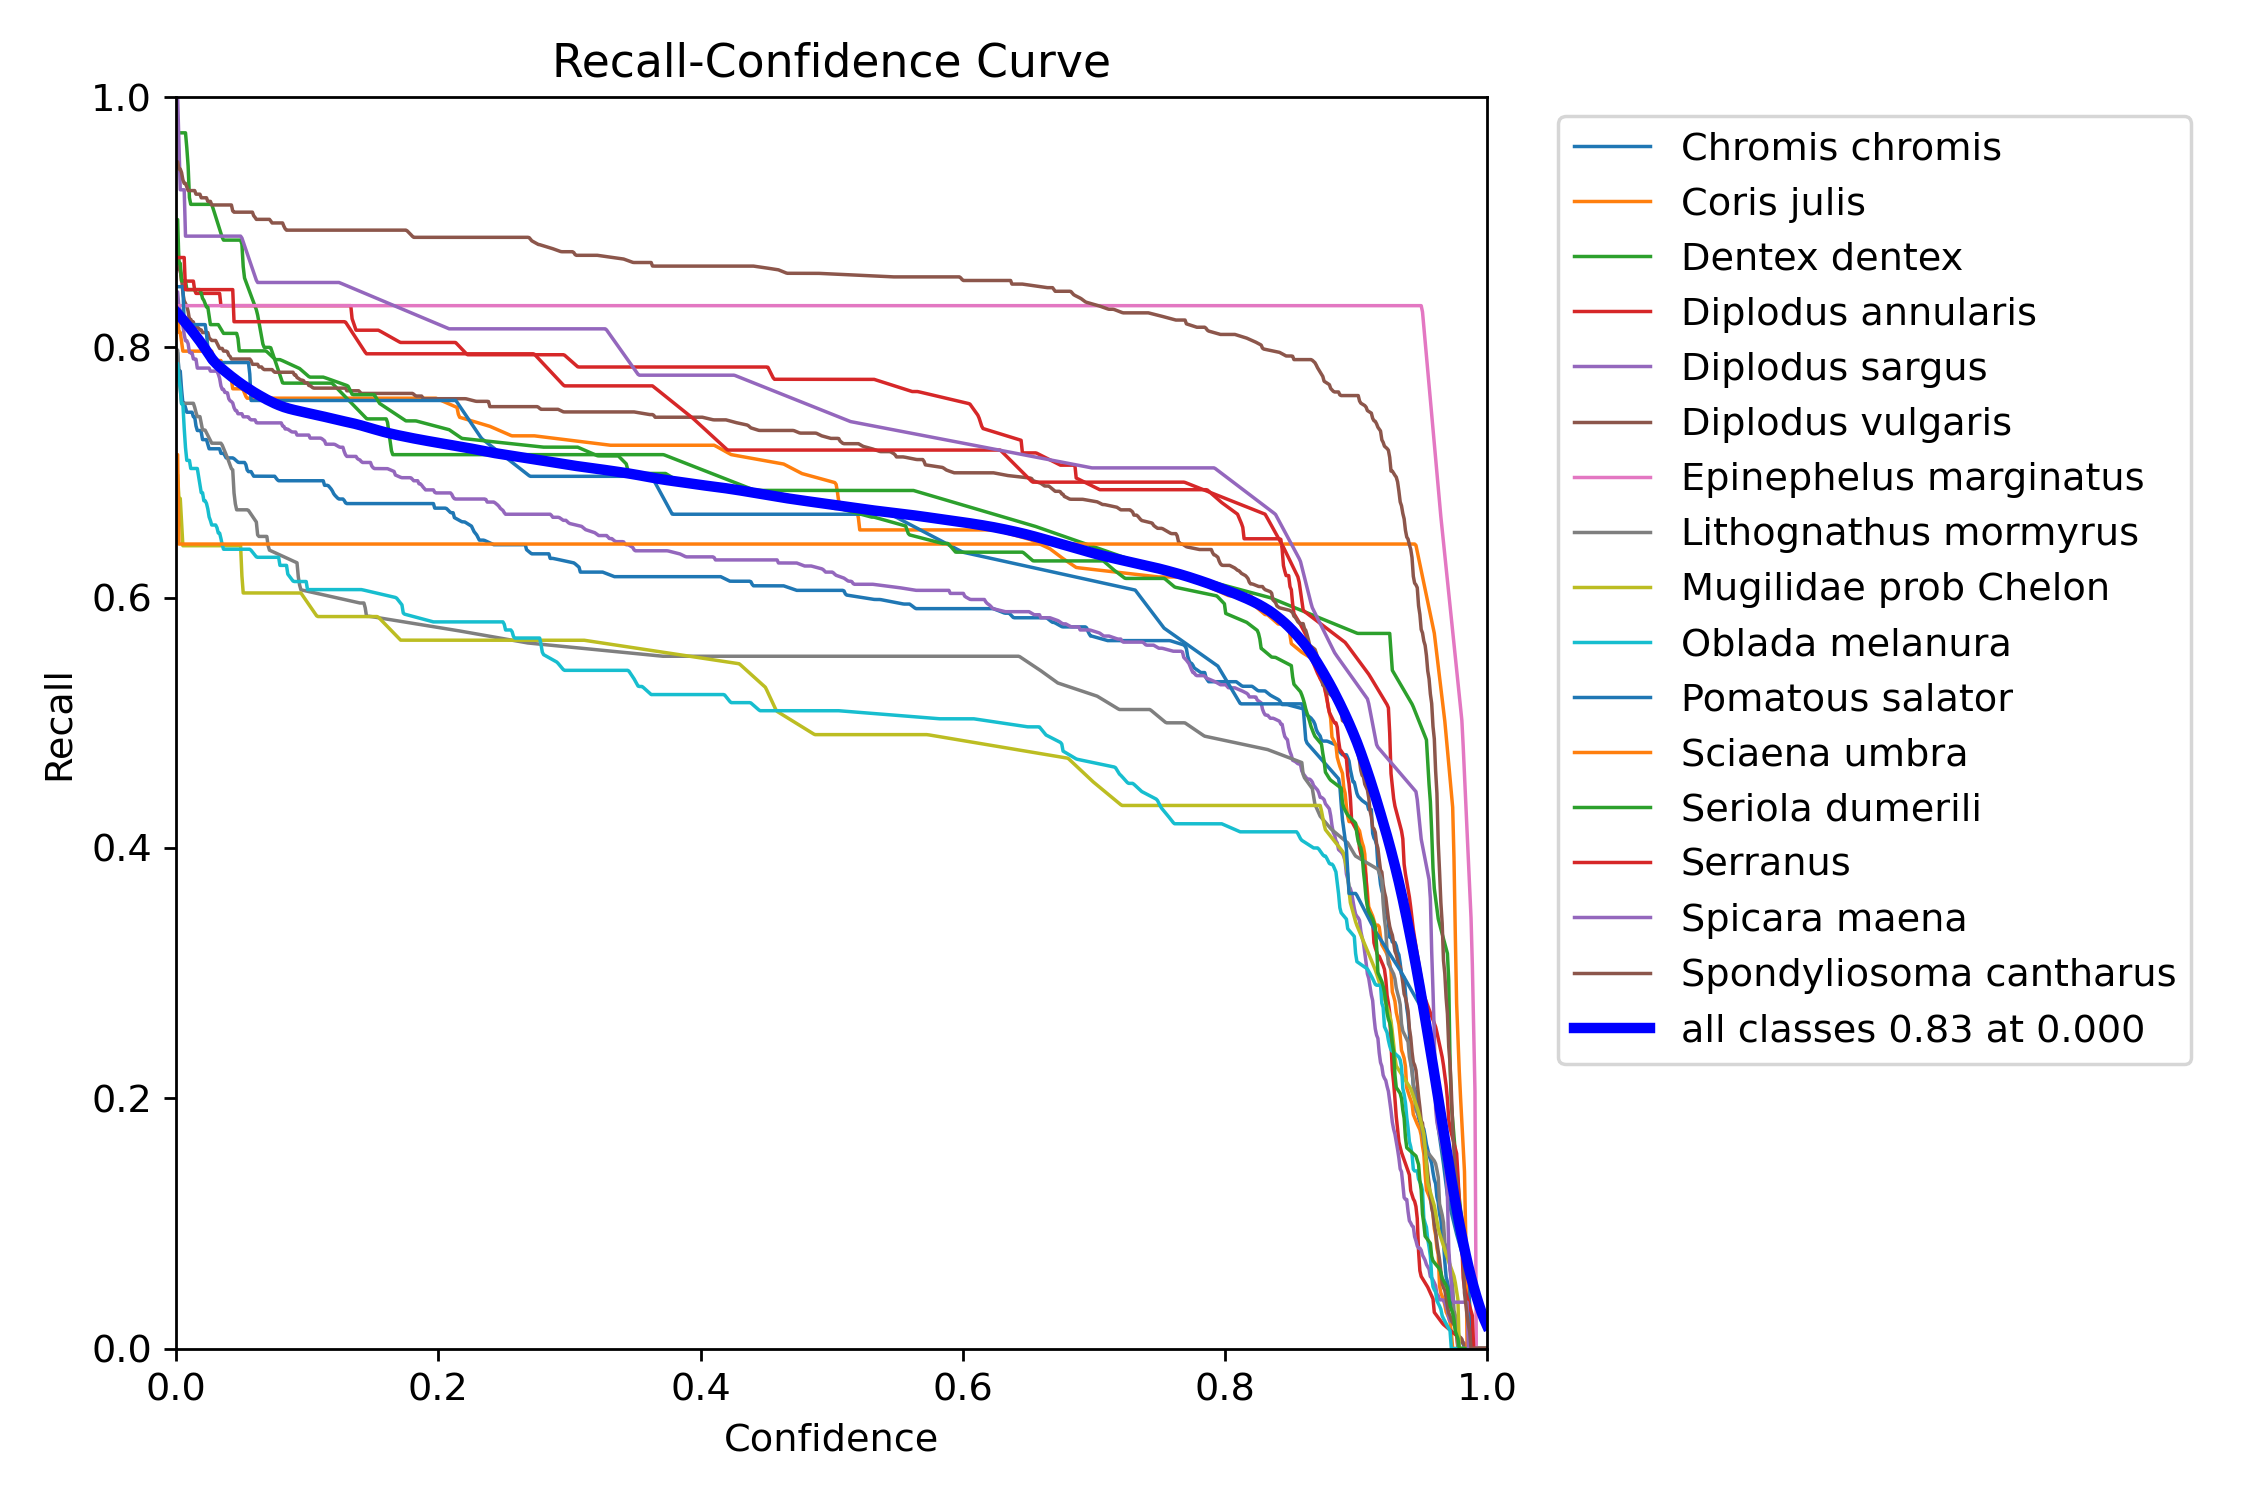 Recall-Confidence Curve
1.0
0.8
0.6
0.4
0.2
0.0
Recall
0.0 0.2 0.4 0.6 0.8 1.0
Confidence
Chromis chromis
Coris julis
Dentex dentex
Diplodus annularis
Diplodus sargus
Diplodus vulgaris
Epinephelus marginatus
Lithognathus mormyrus
Mugilidae prob Chelon
Oblada melanura
Pomatous salator
Sciaena umbra
Seriola dumerili
Serranus
Spicara maena
Spondyliosoma cantharus
all classes 0.83 at 0.000